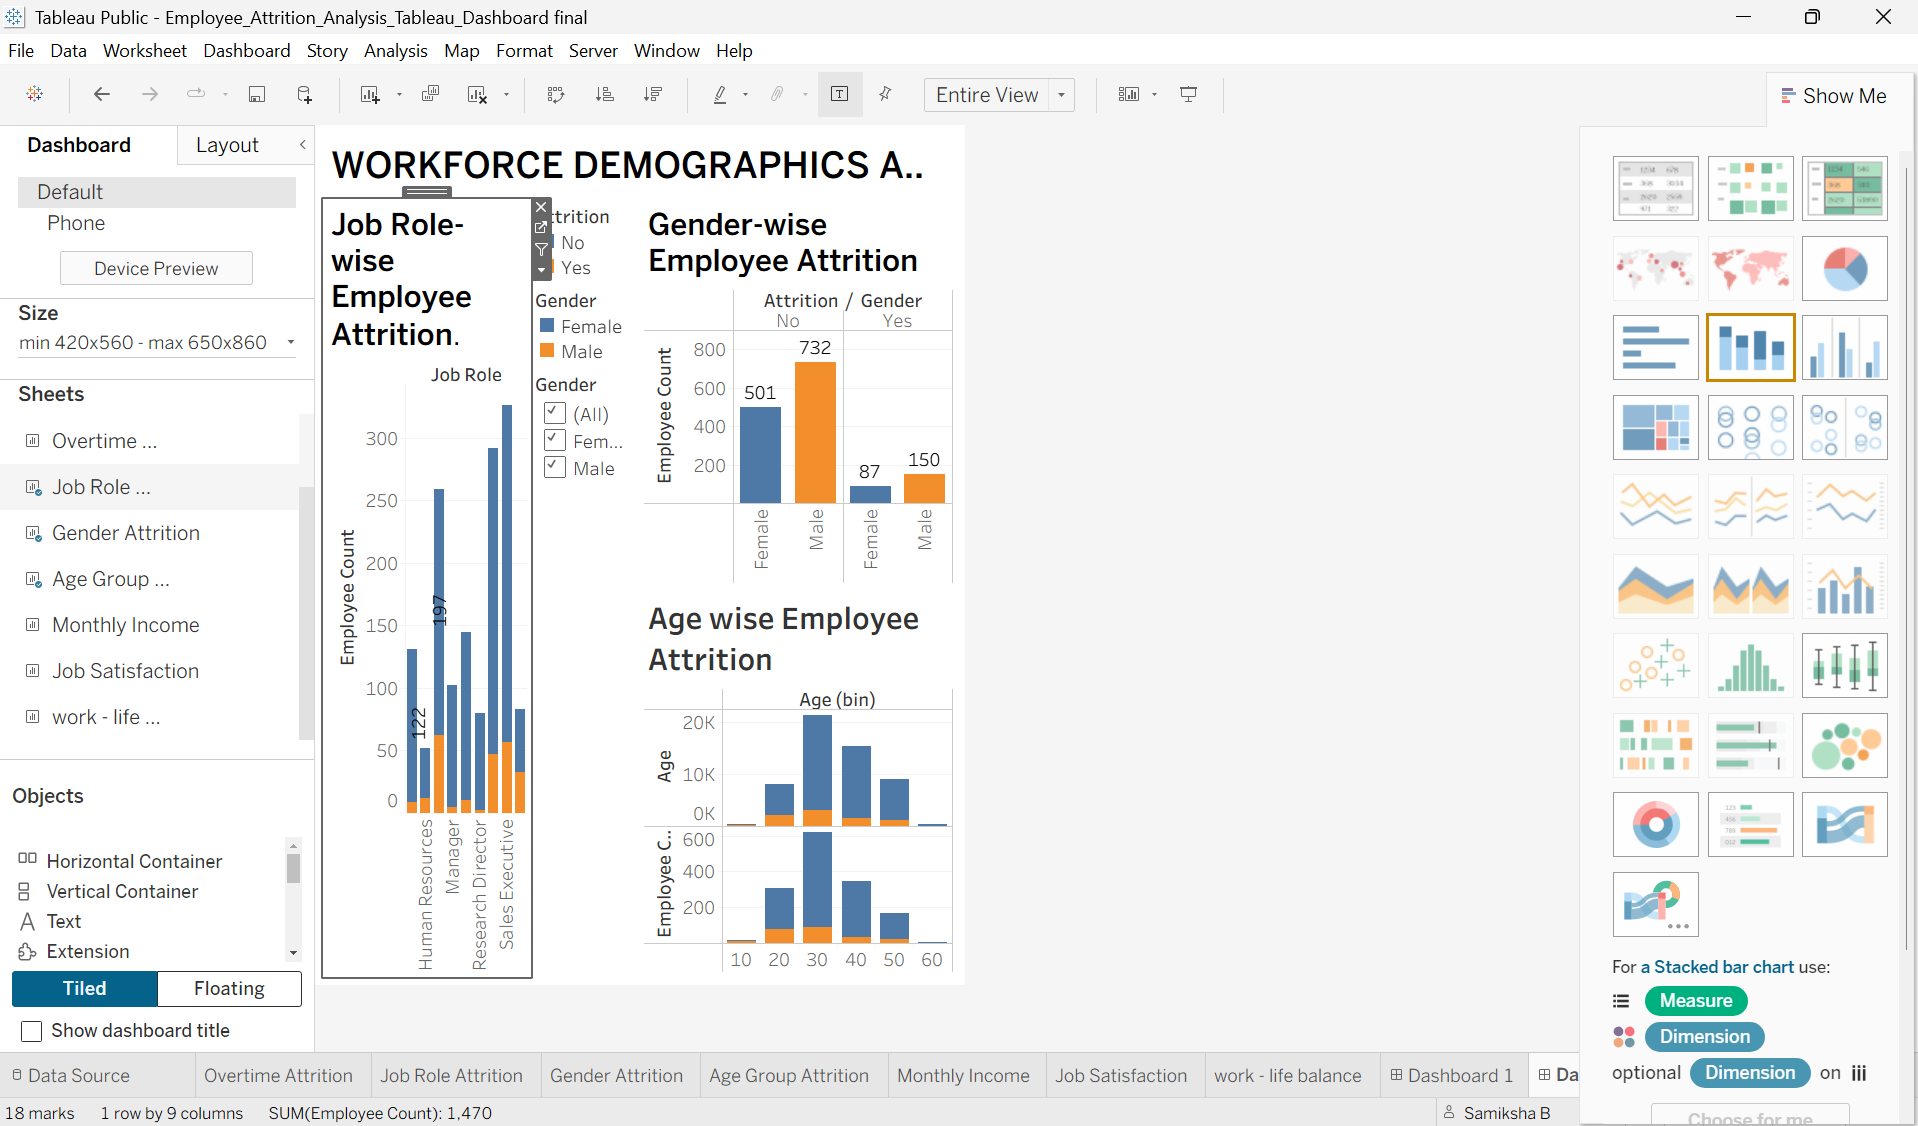 Tableau Public - Employee_Attrition_Analysis_Tableau_Dashboard final
File Data Worksheet Dashboard Story Analysis Map Format Server Window Help
Entire View
Show Me
Dashboard Layout
Default
Phone
Device Preview
Size
min 420x560 - max 650x860
Sheets
Overtime ...
Job Role ...
Gender Attrition
Age Group ...
Monthly Income
Job Satisfaction
work - life ...
Objects
Horizontal Container
Vertical Container
Text
Extension
Tiled Floating
Show dashboard title
WORKFORCE DEMOGRAPHICS A..
Job Role-
wise
Employee
Attrition.
Job Role
Employee Count
300
250
200
150
100
50
0
197
122
Human Resources
Manager
Research Director
Sales Executive
ttrition
No
Yes
Gender
Female
Male
Gender
(All)
Fem...
Male
Gender-wise
Employee Attrition
Attrition / Gender
No Yes
Employee Count
800
600
400
200
501
732
87
150
Female
Male
Female
Male
Age wise Employee
Attrition
Age (bin)
Age
20K
10K
0K
Employee C..
600
400
200
10 20 30 40 50 60
For a Stacked bar chart use:
Measure
Dimension
optional Dimension on
Choose for me
Data Source Overtime Attrition Job Role Attrition Gender Attrition Age Group Attrition Monthly Income Job Satisfaction work - life balance Dashboard 1 Da
18 marks 1 row by 9 columns SUM(Employee Count): 1,470
Samiksha B